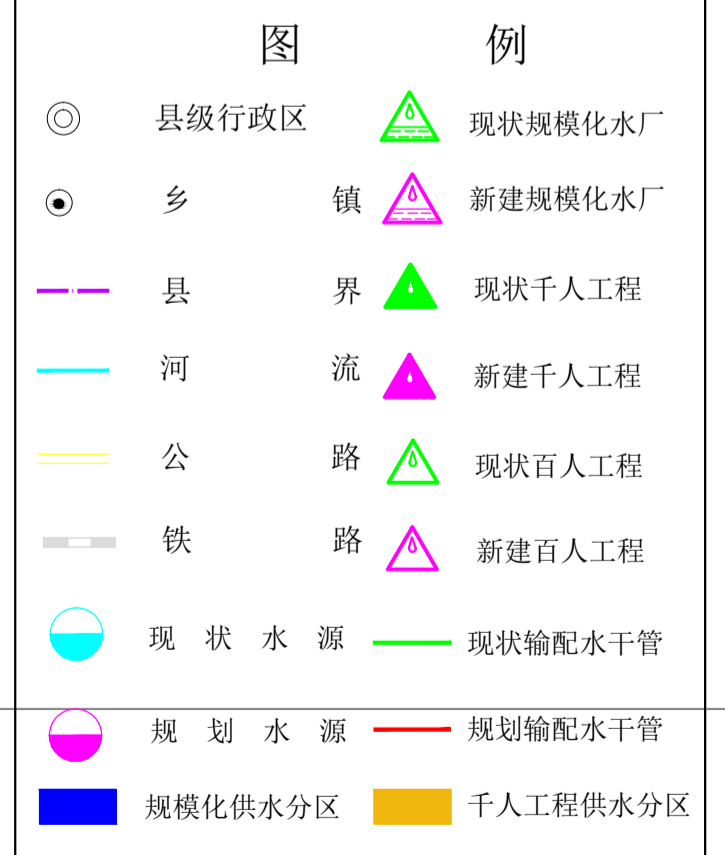 图 例
县级行政区 现状规模化水厂
乡 镇 新建规模化水厂
县 界 现状千人工程
河 流 新建千人工程
公 路 现状百人工程
铁 路 新建百人工程
现 状 水 源 现状输配水干管
规 划 水 源 规划输配水干管
规模化供水分区 千人工程供水分区